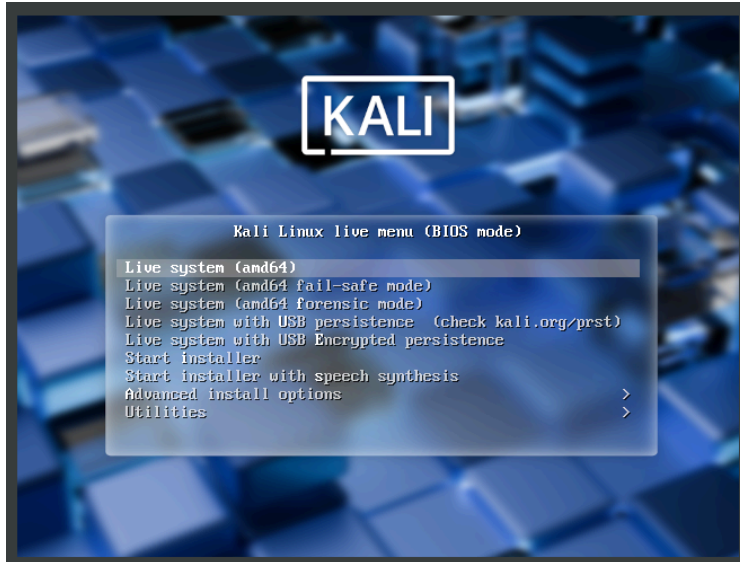 KALI
Kali Linux live menu (BIOS mode)
Live system (amd64)
Live system (amd64 fail-safe mode)
Live system (amd64 forensic mode)
Live system with USB persistence (check kali.org/prst)
Live system with USB Encrypted persistence
Start installer
Start installer with speech synthesis
Advanced install options >
Utilities >